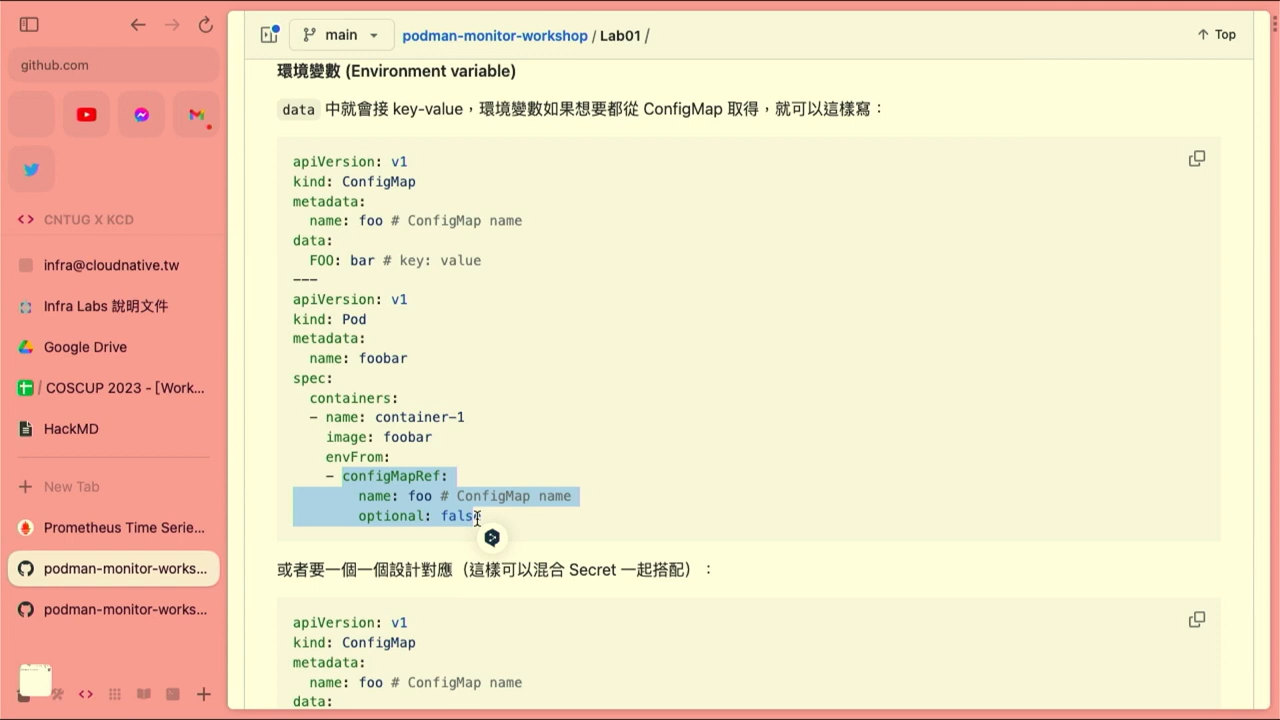 github.com
CNTUG X KCD
infra@cloudnative.tw
Infra Labs 說明文件
Google Drive
/ COSCUP 2023 - [Work...
HackMD
New Tab
Prometheus Time Serie...
podman-monitor-works...
podman-monitor-works...
main
podman-monitor-workshop / Lab01 /
Top
環境變數 (Environment variable)
data 中就會接 key-value，環境變數如果想要都從 ConfigMap 取得，就可以這樣寫：
apiVersion: v1
kind: ConfigMap
metadata:
  name: foo # ConfigMap name
data:
  FOO: bar # key: value
---
apiVersion: v1
kind: Pod
metadata:
  name: foobar
spec:
  containers:
  - name: container-1
    image: foobar
    envFrom:
    - configMapRef:
        name: foo # ConfigMap name
        optional: false
或者要一個一個設計對應（這樣可以混合 Secret 一起搭配）：
apiVersion: v1
kind: ConfigMap
metadata:
  name: foo # ConfigMap name
data: